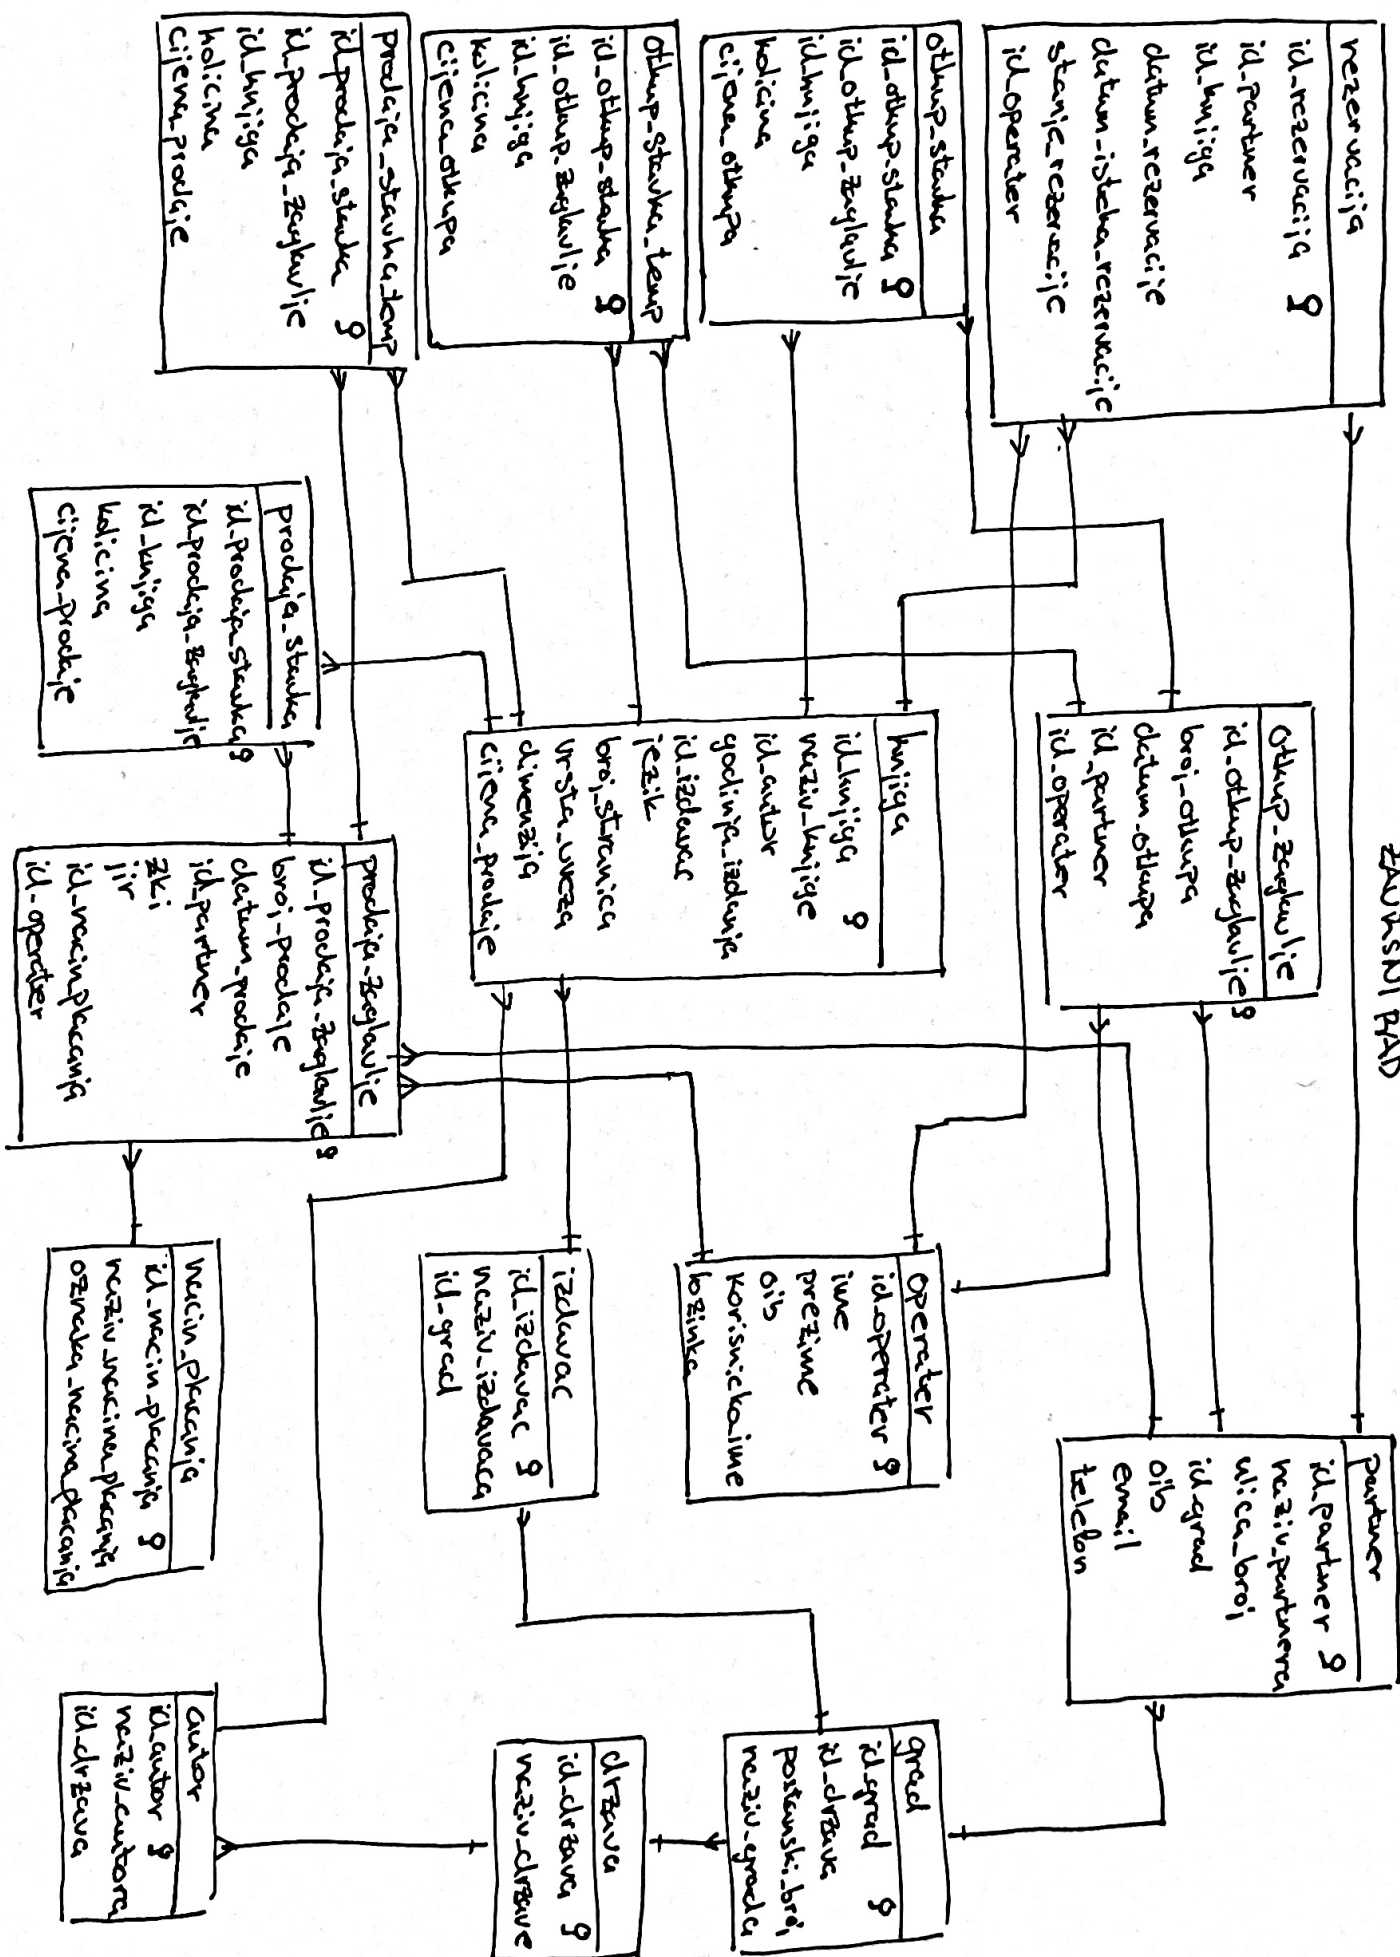 ZAVRŠNI RAD
rezervacija
id_rezervacija
id_partner
id_knjiga
datum_rezervacije
datum_isteka_rezervacije
stanje_rezervacije
id_operater
otkup_stavka
id_otkup_stavka
id_otkup_zaglavlje
id_knjiga
kolicina
cijena_otkupa
otkup_stavka_temp
id_otkup_stavka
id_otkup_zaglavlje
id_knjiga
kolicina
cijena_otkupa
prodaja_stavka_temp
id_prodaja_stavka
id_prodaja_zaglavlje
id_knjiga
kolicina
cijena_prodaje
otkup_zaglavlje
id_otkup_zaglavlje
broj_otkupa
datum_otkupa
id_partner
id_operater
knjiga
id_knjiga
naziv_knjige
id_autor
godinja_izdanja
id_izdavac
jezik
broj_stranica
vrsta_uveza
dimenzija
cijena_prodaje
prodaja_stavka
id_prodaja_stavka
id_prodaja_zaglavlje
id_knjiga
kolicina
cijena_prodaje
prodaja_zaglavlje
id_prodaja_zaglavlje
broj_prodaje
datum_prodaje
id_partner
zki
jir
id_nacin_placanja
id_operater
partner
id_partner
naziv_partnera
ulica_broj
id_grad
oib
email
telefon
operater
id_operater
ime
prezime
oib
korisnickoime
lozinka
izdavac
id_izdavac
naziv_izdavaca
id_grad
nacin_placanja
id_nacin_placanja
naziv_nacina_placanja
oznaka_nacina_placanja
grad
id_grad
id_drzava
postanski_broj
naziv_grada
drzava
id_drzava
naziv_drzave
autor
id_autor
naziv_autora
id_drzava